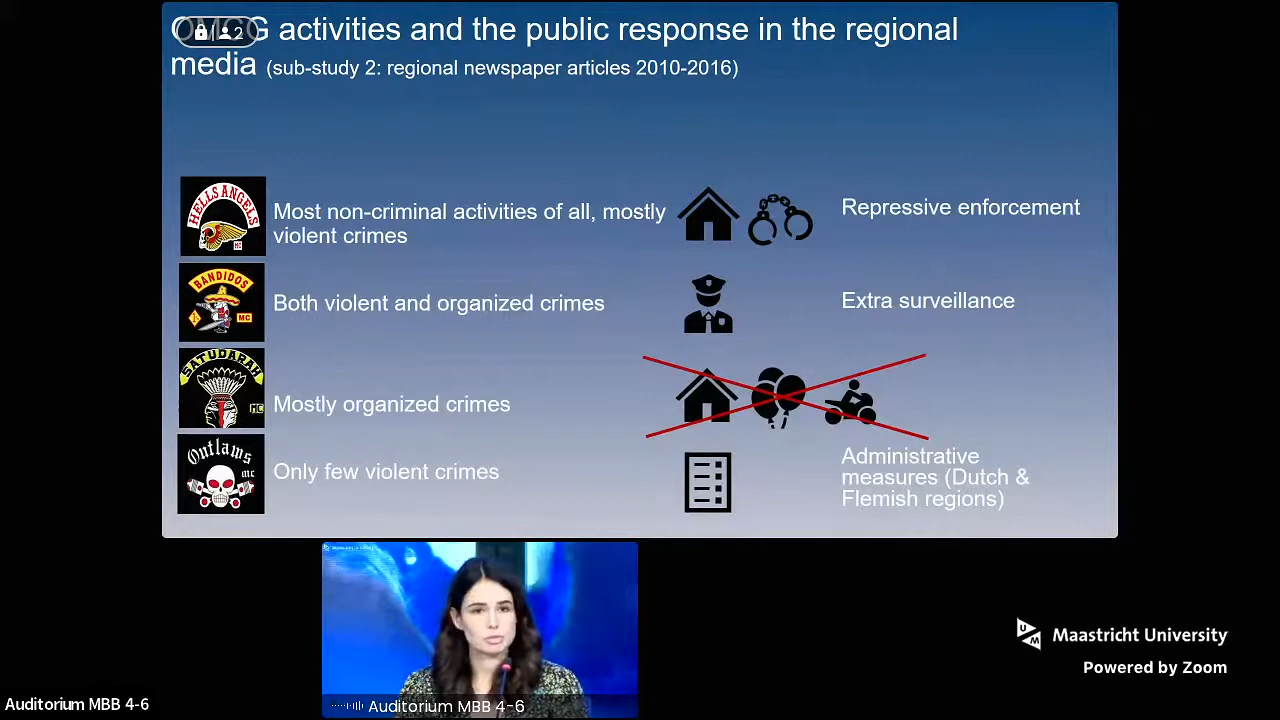 G activities and the public response in the regional
2
media (sub-study 2: regional newspaper articles 2010-2016)
HELLS ANGELS
MC
Most non-criminal activities of all, mostly
violent crimes
Repressive enforcement
BANDIDOS
MC
Both violent and organized crimes
Extra surveillance
SATUDARAH
MC
Mostly organized crimes
Outlaws
MC
Only few violent crimes
Administrative
measures (Dutch &
Flemish regions)
UM
Maastricht University
Powered by Zoom
Auditorium MBB 4-6
Auditorium MBB 4-6